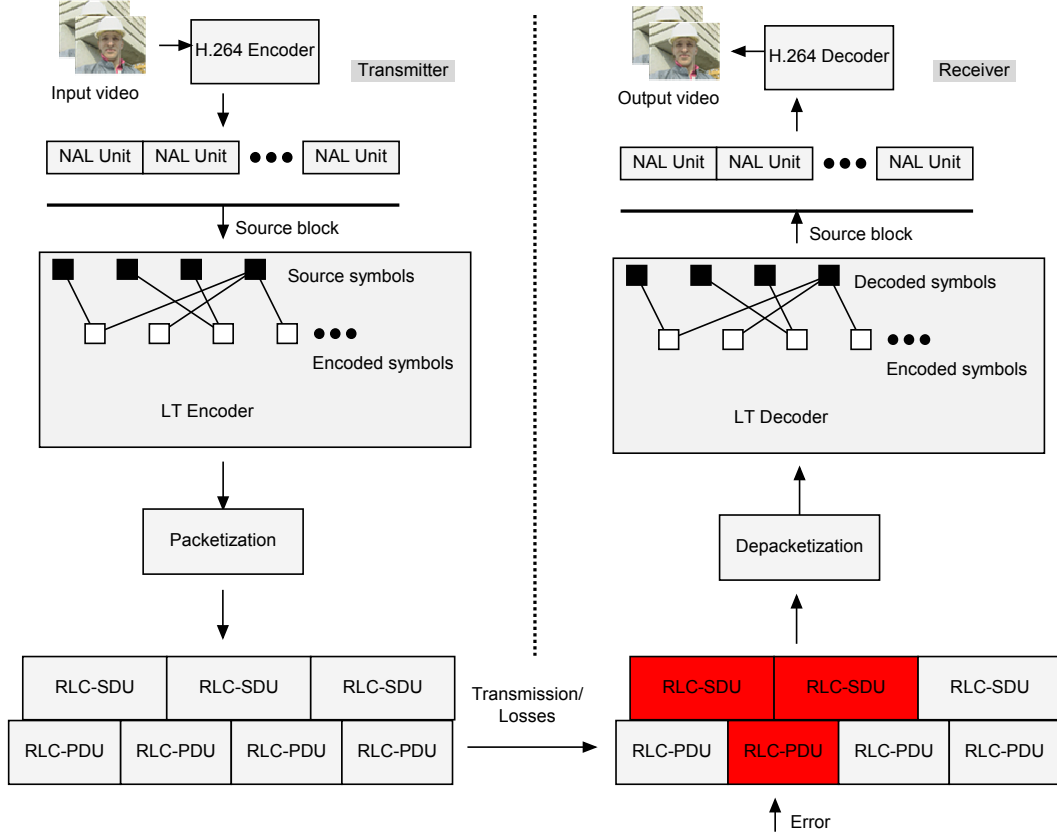 H.264 Encoder
Transmitter
Input video
NAL Unit NAL Unit NAL Unit
Source block
Source symbols
Encoded symbols
LT Encoder
Packetization
RLC-SDU RLC-SDU RLC-SDU
RLC-PDU RLC-PDU RLC-PDU RLC-PDU
Transmission/
Losses
H.264 Decoder
Receiver
Output video
NAL Unit NAL Unit NAL Unit
Source block
Decoded symbols
Encoded symbols
LT Decoder
Depacketization
RLC-SDU RLC-SDU RLC-SDU
RLC-PDU RLC-PDU RLC-PDU RLC-PDU
Error